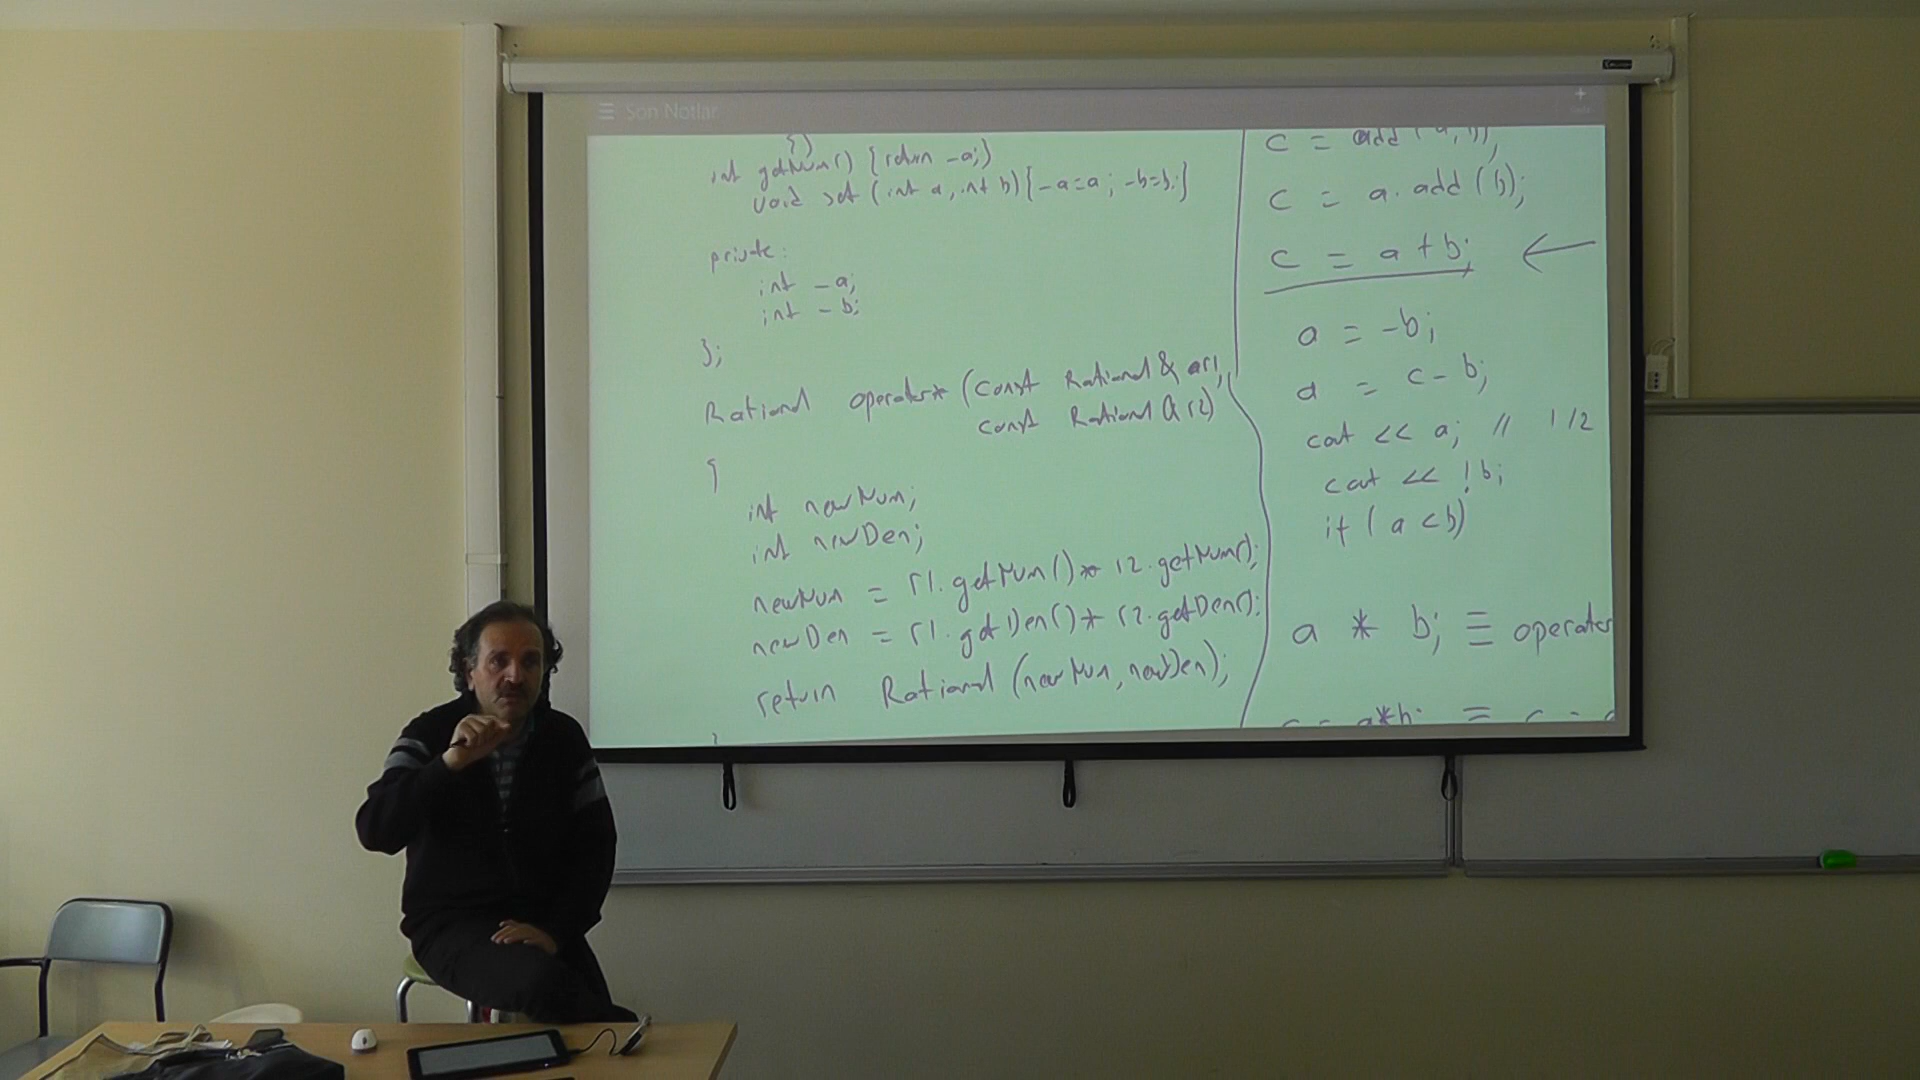 Son Notlar
{}
int getNum() {return _a;}
void set (int a, int b) {_a=a; _b=b;}
private:
int _a;
int _b;
};
Rational operator* (const Rational & r1,
const Rational & r2)
{
int newNum;
int newDen;
newNum = r1.getNum() * r2.getNum();
newDen = r1.getDen() * r2.getDen();
return Rational (newNum, newDen);
c = add (a, b);
c = a.add (b);
c = a + b; ←
a = -b;
a = c - b;
cout << a; // 1/2
cout << !b;
if (a < b)
a * b; ≡ operator
c = a*b; ≡ c =